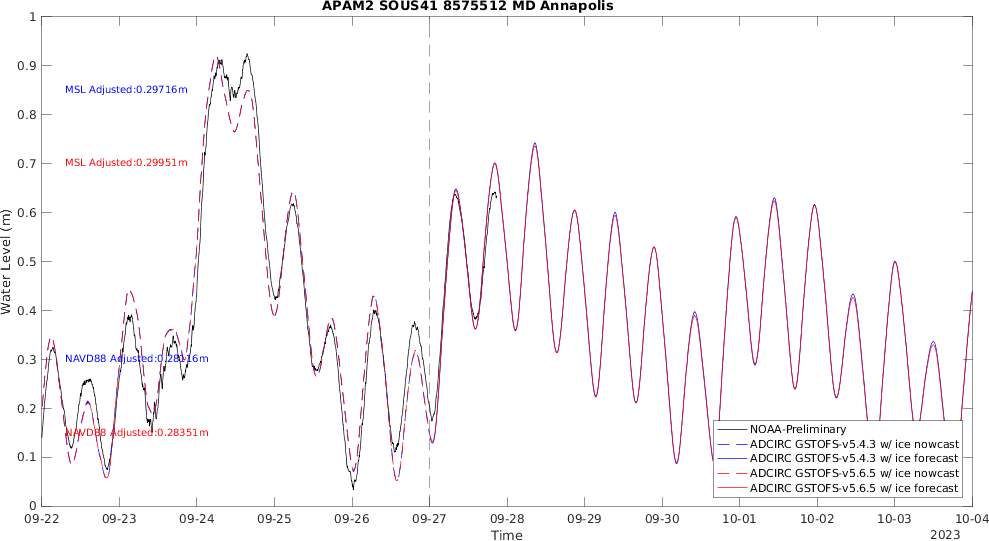 APAM2 SOUS41 8575512 MD Annapolis
1
0.9
0.8
0.7
0.6
0.5
0.4
0.3
0.2
0.1
0
Water Level (m)
MSL Adjusted:0.29716m
MSL Adjusted:0.29951m
NAVD88 Adjusted:0.28116m
NAVD88 Adjusted:0.28351m
NOAA-Preliminary
ADCIRC GSTOFS-v5.4.3 w/ ice nowcast
ADCIRC GSTOFS-v5.4.3 w/ ice forecast
ADCIRC GSTOFS-v5.6.5 w/ ice nowcast
ADCIRC GSTOFS-v5.6.5 w/ ice forecast
09-22 09-23 09-24 09-25 09-26 09-27 09-28 09-29 09-30 10-01 10-02 10-03 10-04
Time
2023